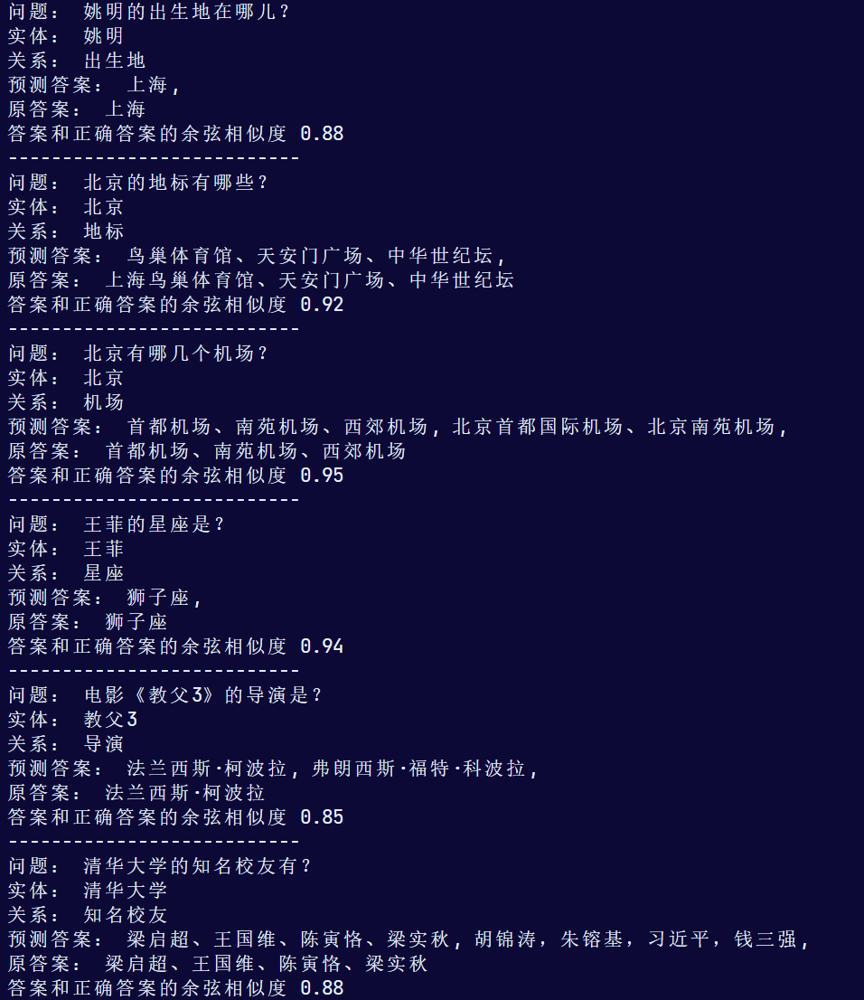 问题： 姚明的出生地在哪儿？
实体： 姚明
关系： 出生地
预测答案： 上海,
原答案： 上海
答案和正确答案的余弦相似度 0.88
---------------------------
问题： 北京的地标有哪些？
实体： 北京
关系： 地标
预测答案： 鸟巢体育馆、天安门广场、中华世纪坛,
原答案： 上海鸟巢体育馆、天安门广场、中华世纪坛
答案和正确答案的余弦相似度 0.92
---------------------------
问题： 北京有哪几个机场？
实体： 北京
关系： 机场
预测答案： 首都机场、南苑机场、西郊机场,北京首都国际机场、北京南苑机场,
原答案： 首都机场、南苑机场、西郊机场
答案和正确答案的余弦相似度 0.95
---------------------------
问题： 王菲的星座是？
实体： 王菲
关系： 星座
预测答案： 狮子座,
原答案： 狮子座
答案和正确答案的余弦相似度 0.94
---------------------------
问题： 电影《教父3》的导演是？
实体： 教父3
关系： 导演
预测答案： 法兰西斯·柯波拉,弗朗西斯·福特·科波拉,
原答案： 法兰西斯·柯波拉
答案和正确答案的余弦相似度 0.85
---------------------------
问题： 清华大学的知名校友有？
实体： 清华大学
关系： 知名校友
预测答案： 梁启超、王国维、陈寅恪、梁实秋,胡锦涛，朱镕基，习近平，钱三强,
原答案： 梁启超、王国维、陈寅恪、梁实秋
答案和正确答案的余弦相似度 0.88